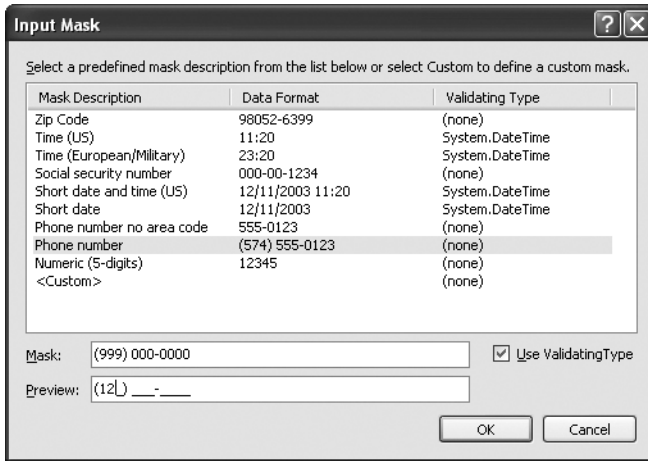 Input Mask
Select a predefined mask description from the list below or select Custom to define a custom mask.
Mask Description Data Format Validating Type
Zip Code 98052-6399 (none)
Time (US) 11:20 System.DateTime
Time (European/Military) 23:20 System.DateTime
Social security number 000-00-1234 (none)
Short date and time (US) 12/11/2003 11:20 System.DateTime
Short date 12/11/2003 System.DateTime
Phone number no area code 555-0123 (none)
Phone number (574) 555-0123 (none)
Numeric (5-digits) 12345 (none)
<Custom> (none)
Mask: (999) 000-0000 Use ValidatingType
Preview: (12_) ___-____
OK Cancel